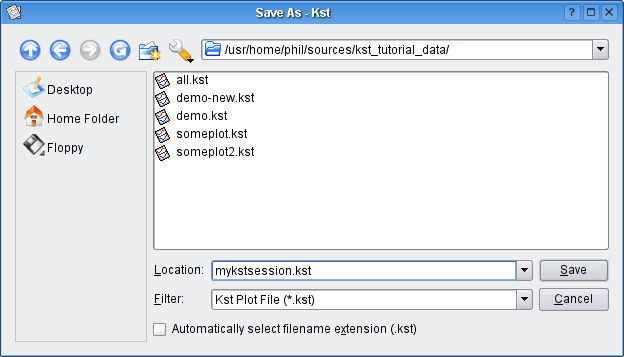 Save As - Kst
/usr/home/phil/sources/kst_tutorial_data/
Desktop
Home Folder
Floppy
all.kst
demo-new.kst
demo.kst
someplot.kst
someplot2.kst
Location: mykstsession.kst Save
Filter: Kst Plot File (*.kst) Cancel
Automatically select filename extension (.kst)